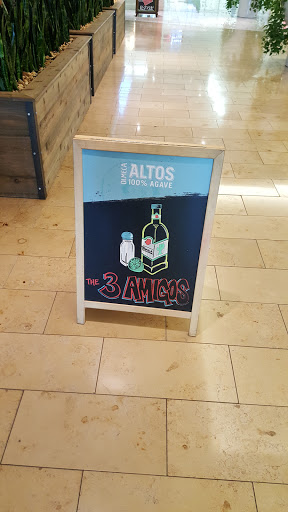 OLMECA
ALTOS
100% AGAVE
THE 3 AMIGOS